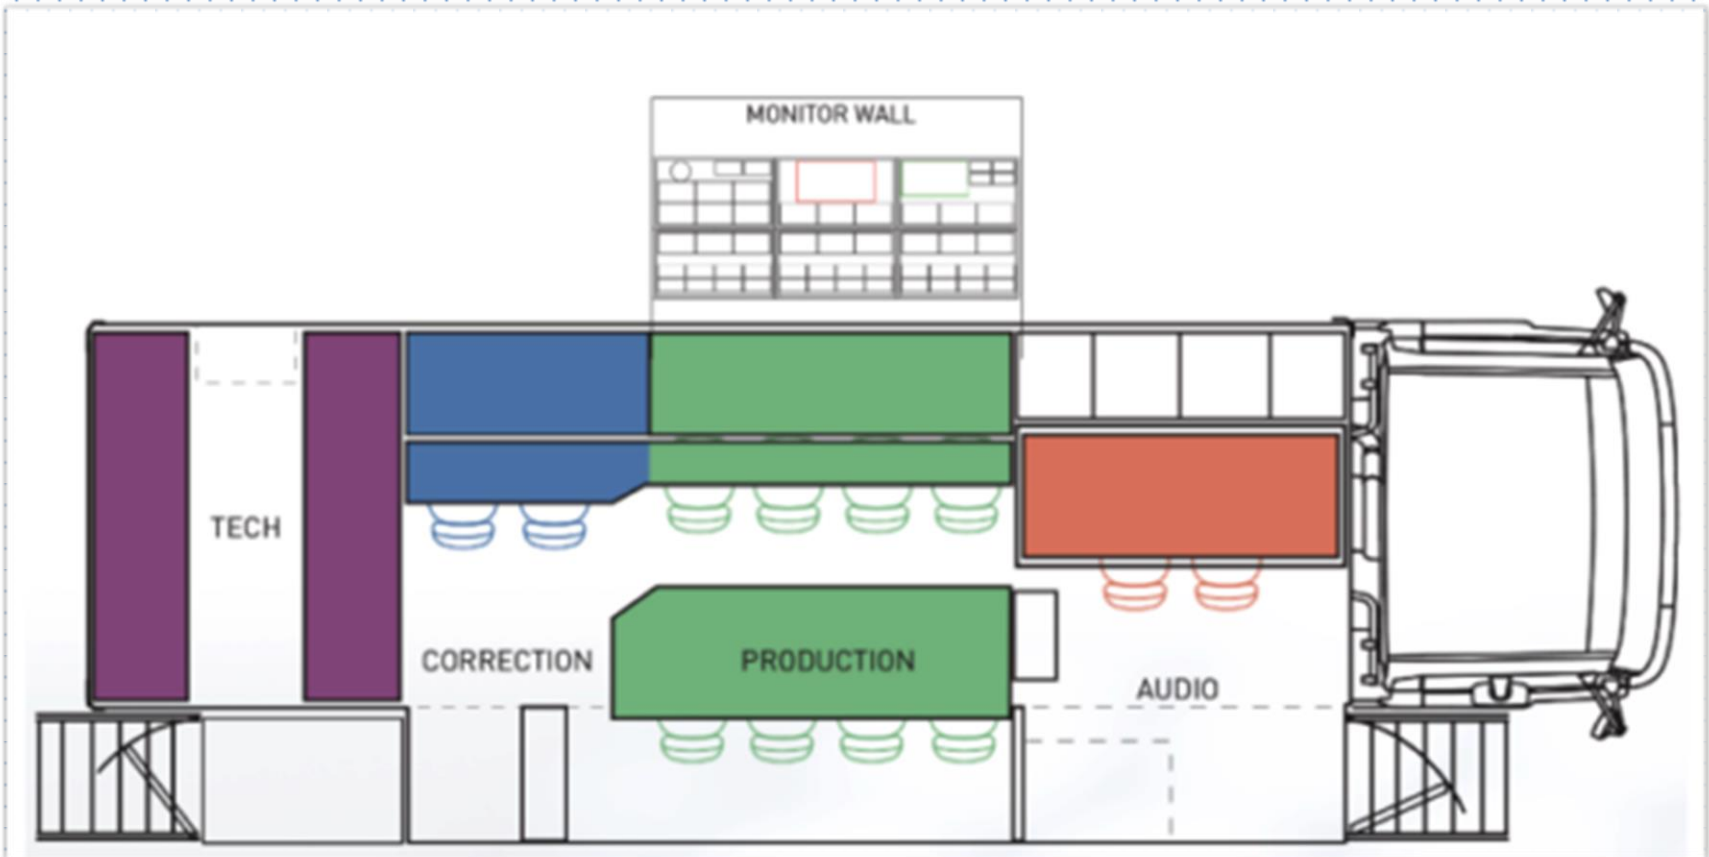 MONITOR WALL
TECH
CORRECTION
PRODUCTION
AUDIO